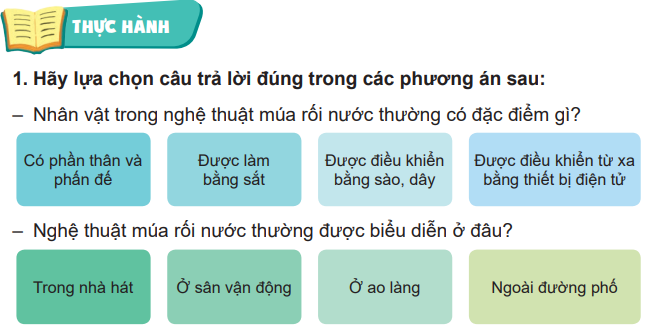 THỰC HÀNH
1. Hãy lựa chọn câu trả lời đúng trong các phương án sau:
– Nhân vật trong nghệ thuật múa rối nước thường có đặc điểm gì?
Có phần thân và
phấn đế
Được làm
bằng sắt
Được điều khiển
bằng sào, dây
Được điều khiển từ xa
bằng thiết bị điện tử
– Nghệ thuật múa rối nước thường được biểu diễn ở đâu?
Trong nhà hát
Ở sân vận động
Ở ao làng
Ngoài đường phố